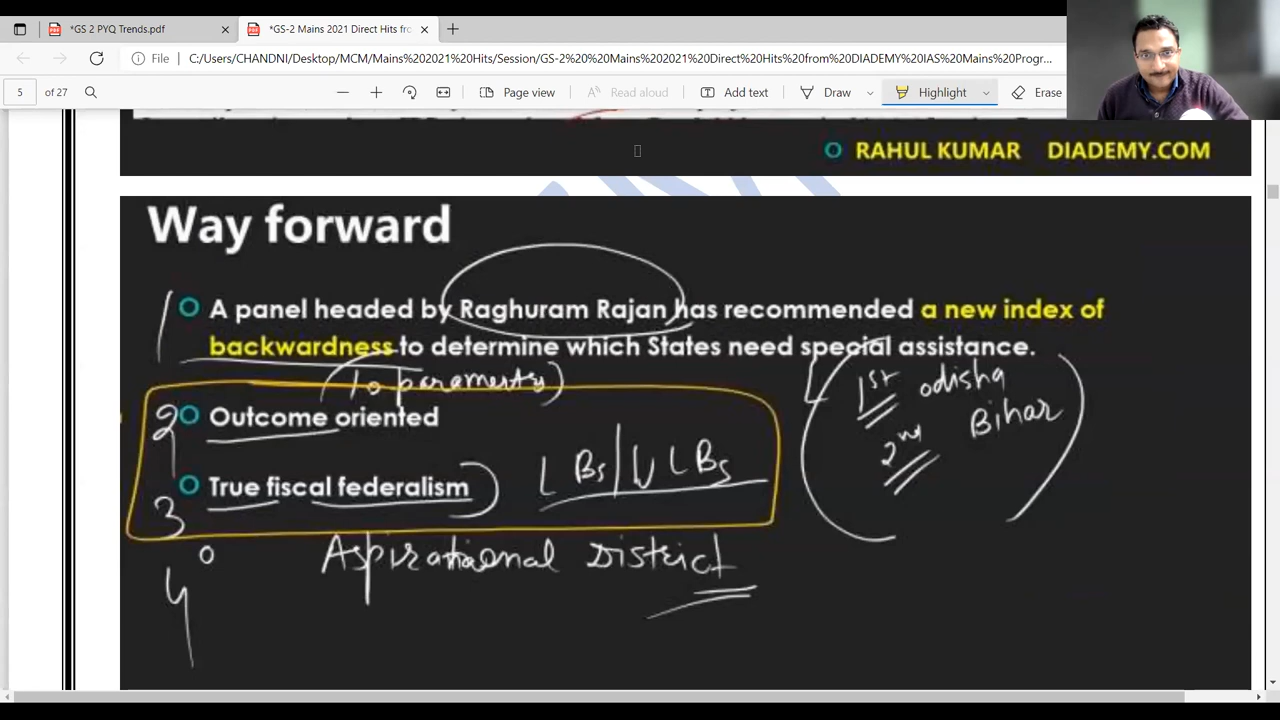 *GS 2 PYQ Trends.pdf
*GS-2 Mains 2021 Direct Hits fro
File
C:/Users/CHANDNI/Desktop/MCM/Mains%202021%20
Hits/Session/GS-2%20%20Mains%202021%20Direct%20Hits%20from%20DIADEMY%20IAS%20Mains%20Progr...
5
of 27
Page view
Read aloud
Add text
Draw
Highlight
Erase
RAHUL KUMAR DIADEMY.COM
Way forward
A panel headed by Raghuram Rajan has recommended a new index of
backwardness to determine which States need special assistance.
1st odisha
2nd Bihar
2 Outcome oriented
3 True fiscal federalism
LBs/ULBs
4
Aspirational District